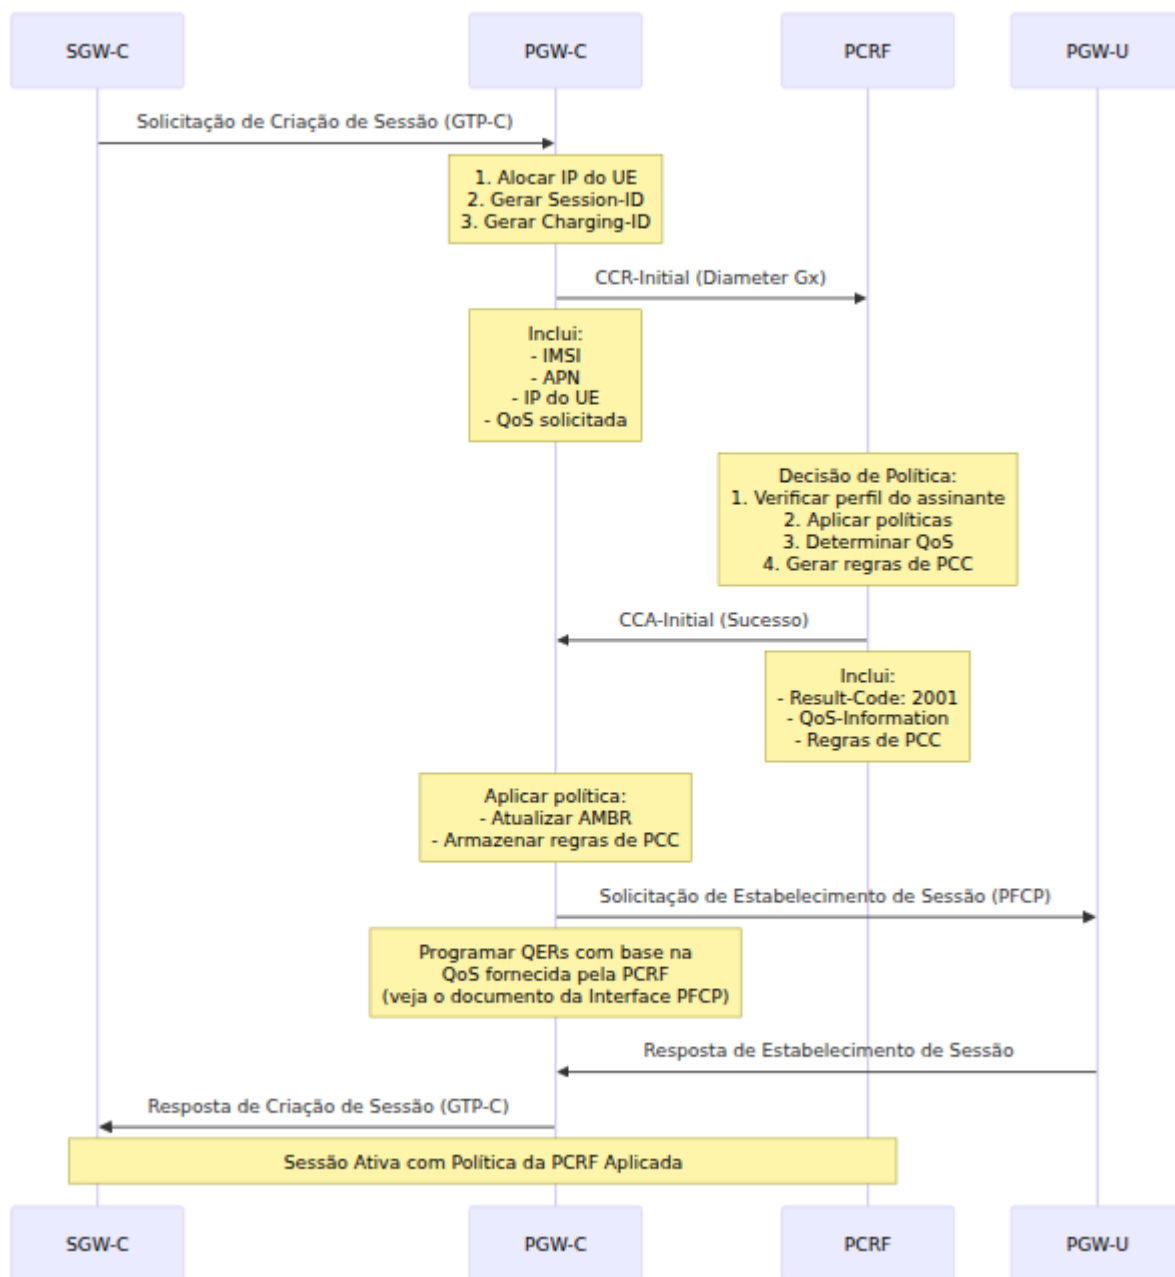 SGW-C
PGW-C
PCRF
PGW-U
Solicitação de Criação de Sessão (GTP-C)
1. Alocar IP do UE
2. Gerar Session-ID
3. Gerar Charging-ID
CCR-Initial (Diameter Gx)
Inclui:
- IMSI
- APN
- IP do UE
- QoS solicitada
Decisão de Política:
1. Verificar perfil do assinante
2. Aplicar políticas
3. Determinar QoS
4. Gerar regras de PCC
CCA-Initial (Sucesso)
Inclui:
- Result-Code: 2001
- QoS-Information
- Regras de PCC
Aplicar política:
- Atualizar AMBR
- Armazenar regras de PCC
Solicitação de Estabelecimento de Sessão (PFCP)
Programar QERs com base na
QoS fornecida pela PCRF
(veja o documento da Interface PFCP)
Resposta de Estabelecimento de Sessão
Resposta de Criação de Sessão (GTP-C)
Sessão Ativa com Política da PCRF Aplicada
SGW-C
PGW-C
PCRF
PGW-U